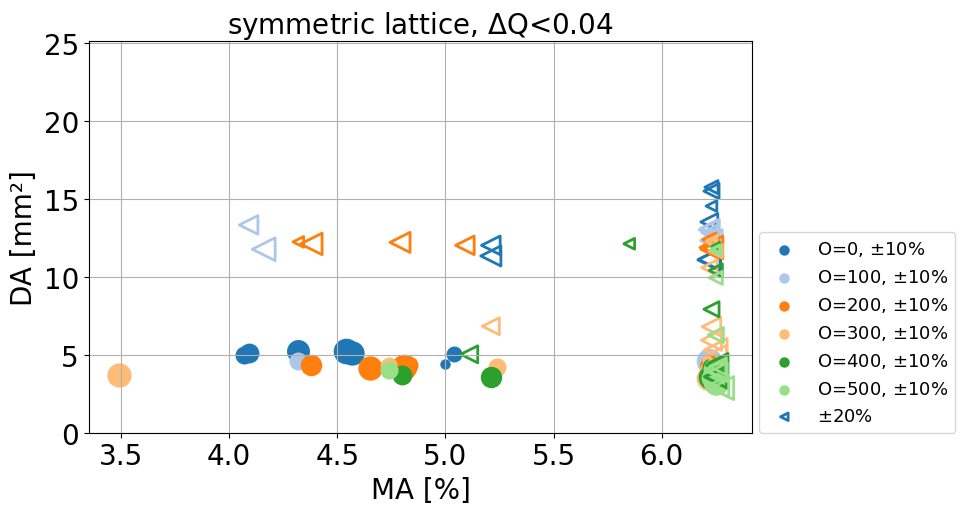 symmetric lattice, ΔQ<0.04
25
20
15
10
5
0
DA [mm²]
3.5 4.0 4.5 5.0 5.5 6.0
MA [%]
O=0, ±10%
O=100, ±10%
O=200, ±10%
O=300, ±10%
O=400, ±10%
O=500, ±10%
±20%